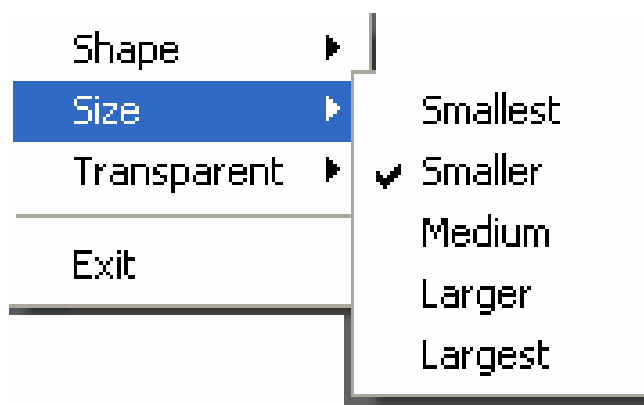 Shape
Size
Transparent
Exit
Smallest
Smaller
Medium
Larger
Largest